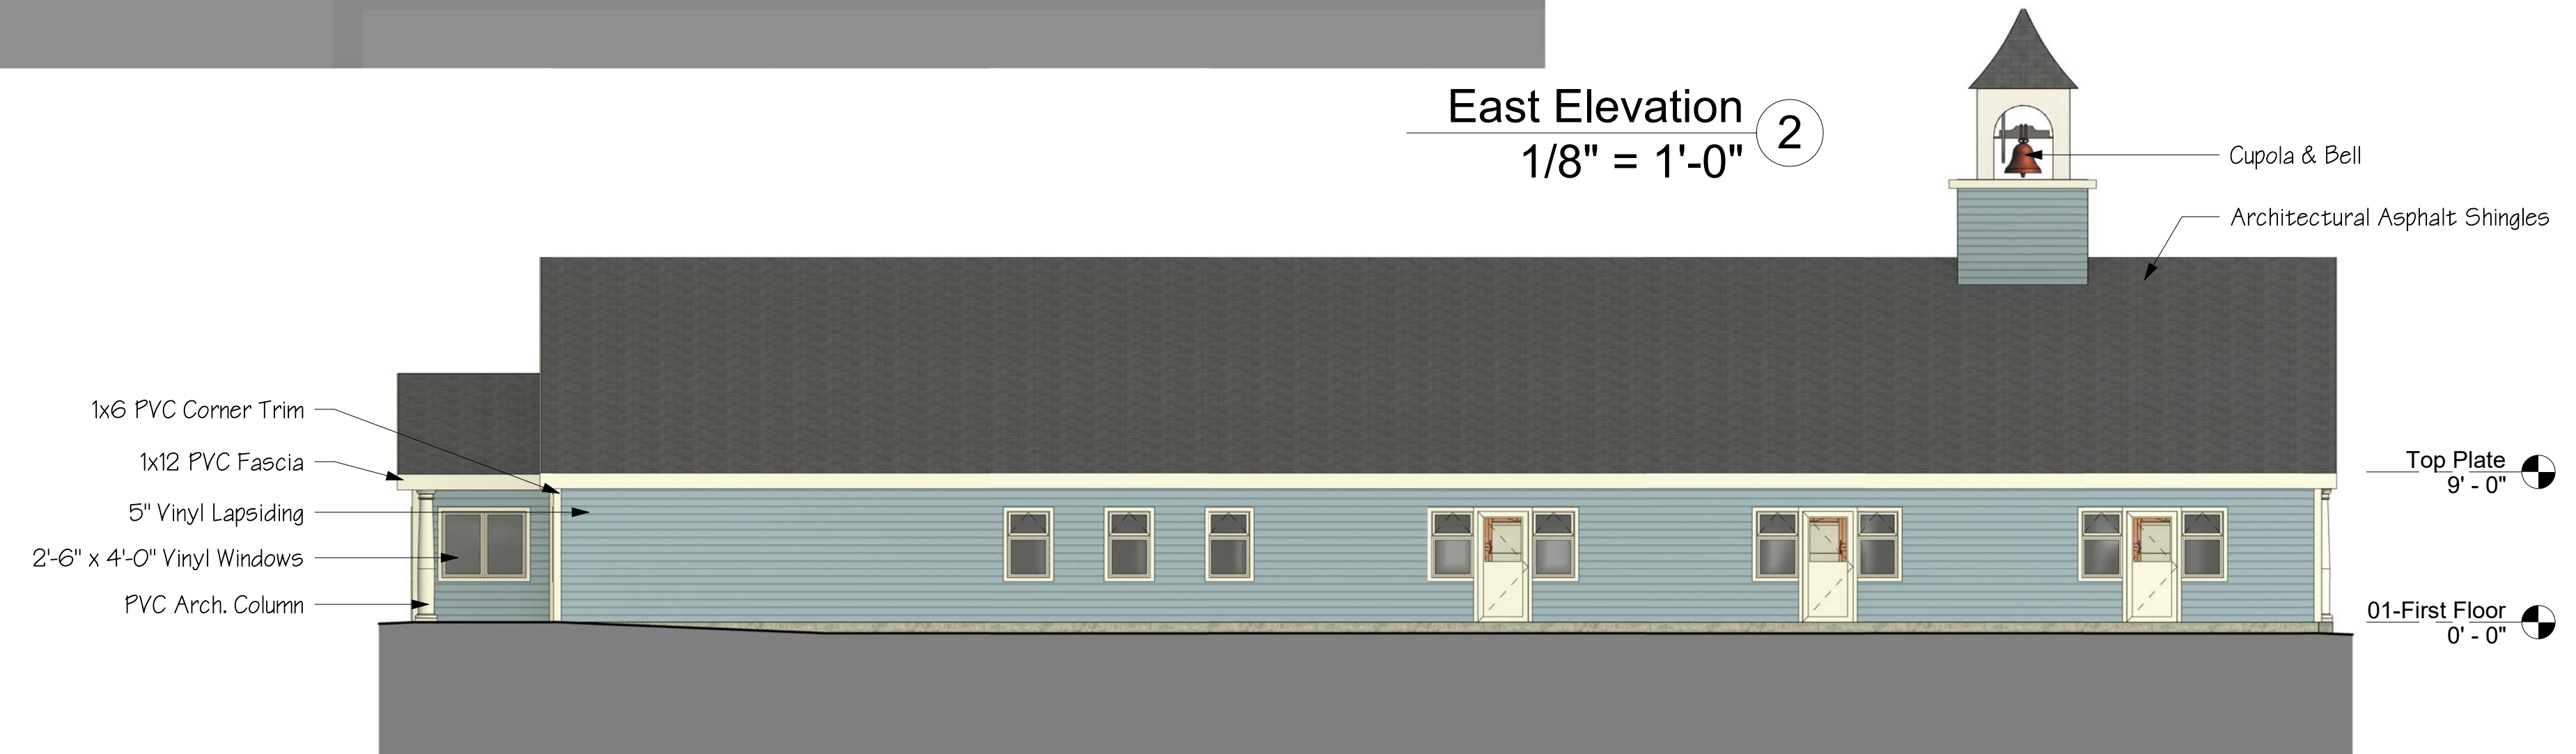 East Elevation
2
1/8" = 1'-0"
Cupola & Bell
Architectural Asphalt Shingles
1x6 PVC Corner Trim
1x12 PVC Fascia
5" Vinyl Lapsiding
2'-6" x 4'-0" Vinyl Windows
PVC Arch. Column
Top Plate
9' - 0"
01-First Floor
0' - 0"